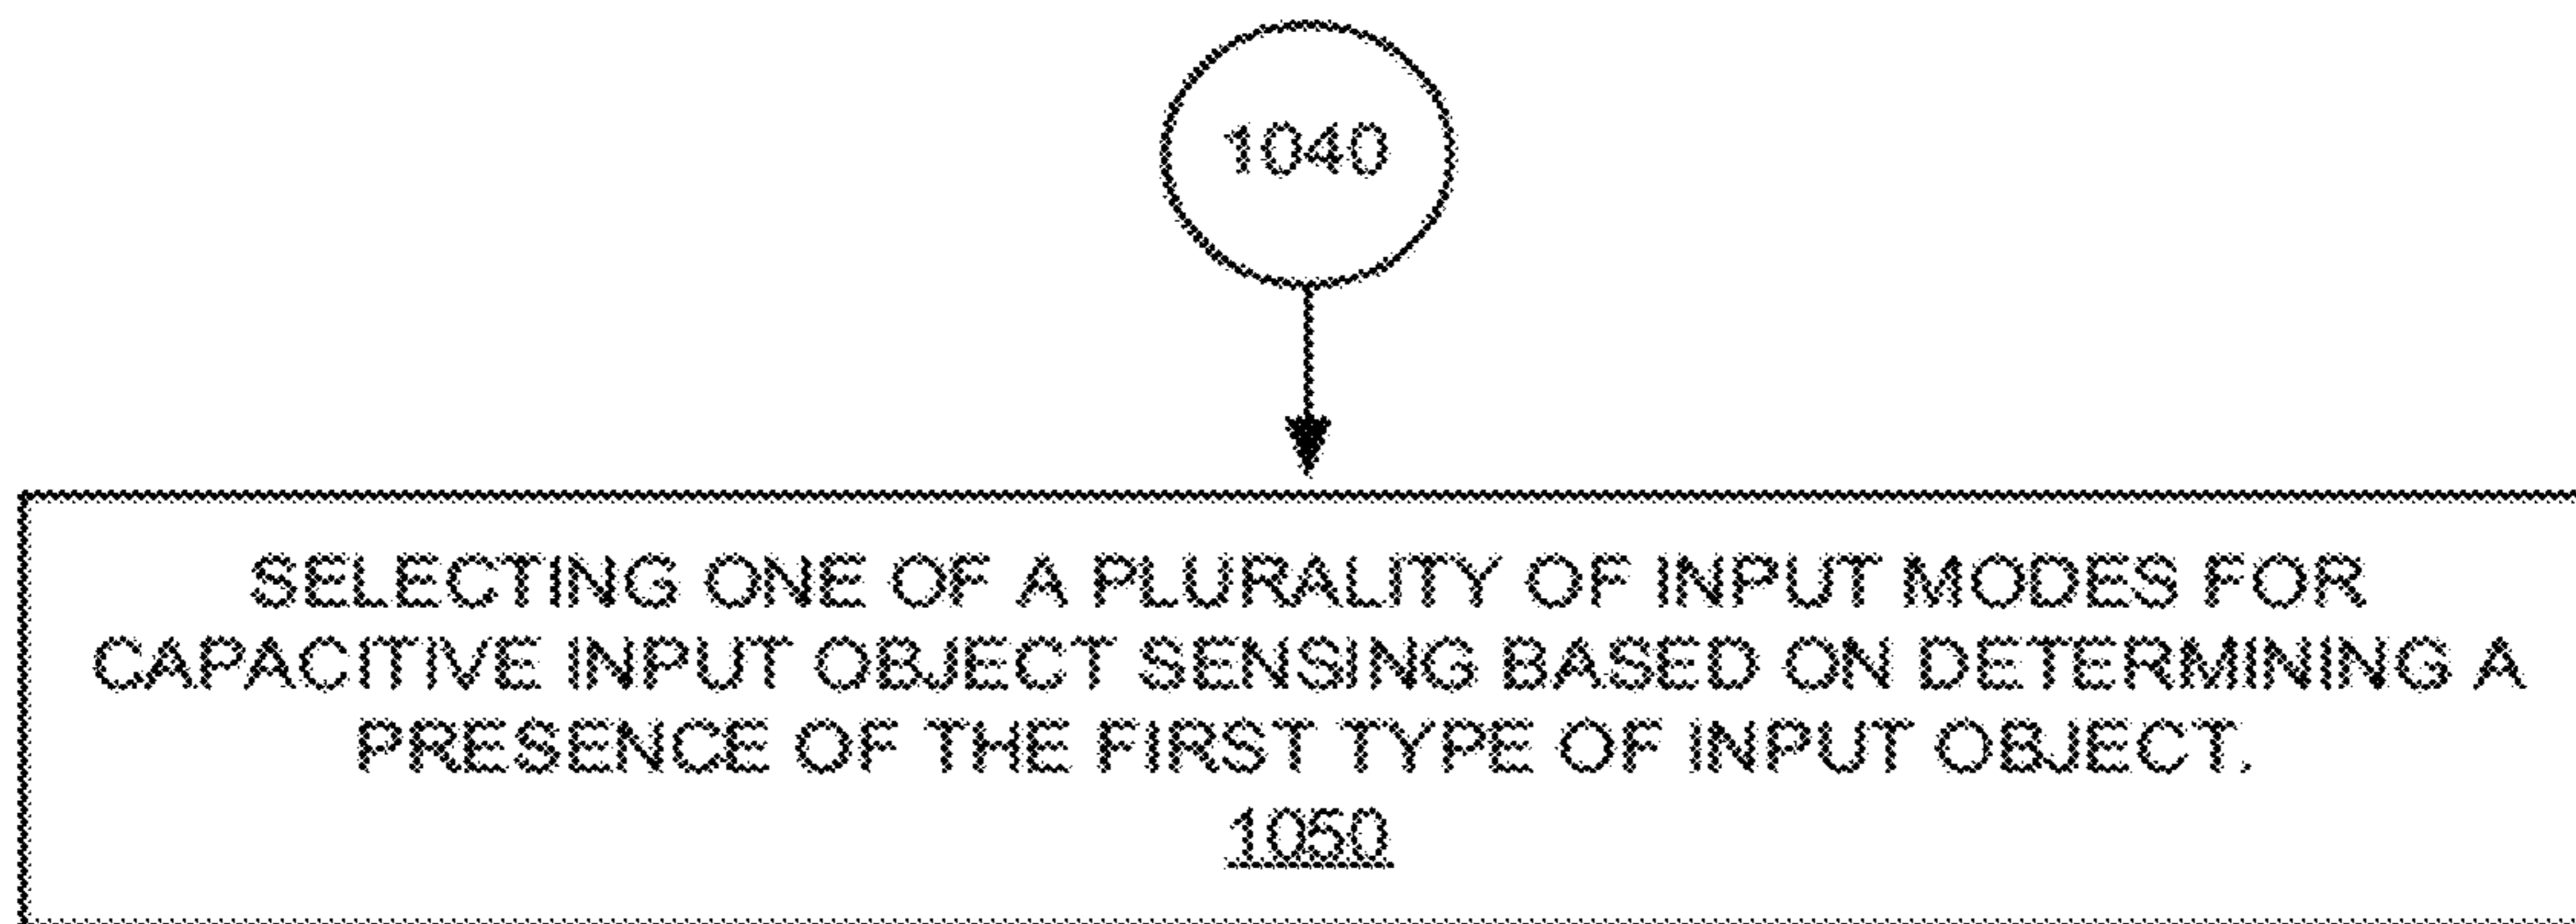 1040
SELECTING ONE OF A PLURALITY OF INPUT MODES FOR
CAPACITIVE INPUT OBJECT SENSING BASED ON DETERMINING A
PRESENCE OF THE FIRST TYPE OF INPUT OBJECT.
1050